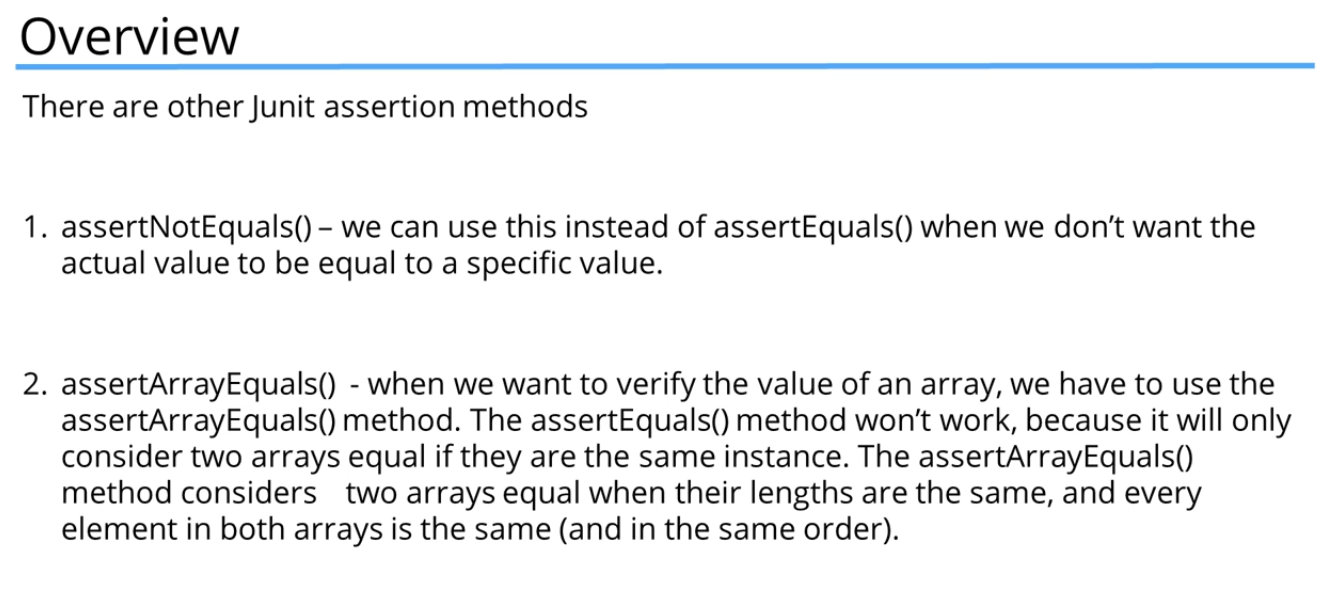 Overview
There are other Junit assertion methods
1. assertNotEquals() – we can use this instead of assertEquals() when we don’t want the
actual value to be equal to a specific value.
2. assertArrayEquals() - when we want to verify the value of an array, we have to use the
assertArrayEquals() method. The assertEquals() method won’t work, because it will only
consider two arrays equal if they are the same instance. The assertArrayEquals()
method considers two arrays equal when their lengths are the same, and every
element in both arrays is the same (and in the same order).